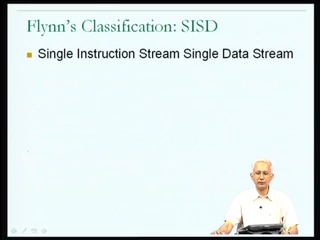 Flynn's Classification: SISD
Single Instruction Stream Single Data Stream